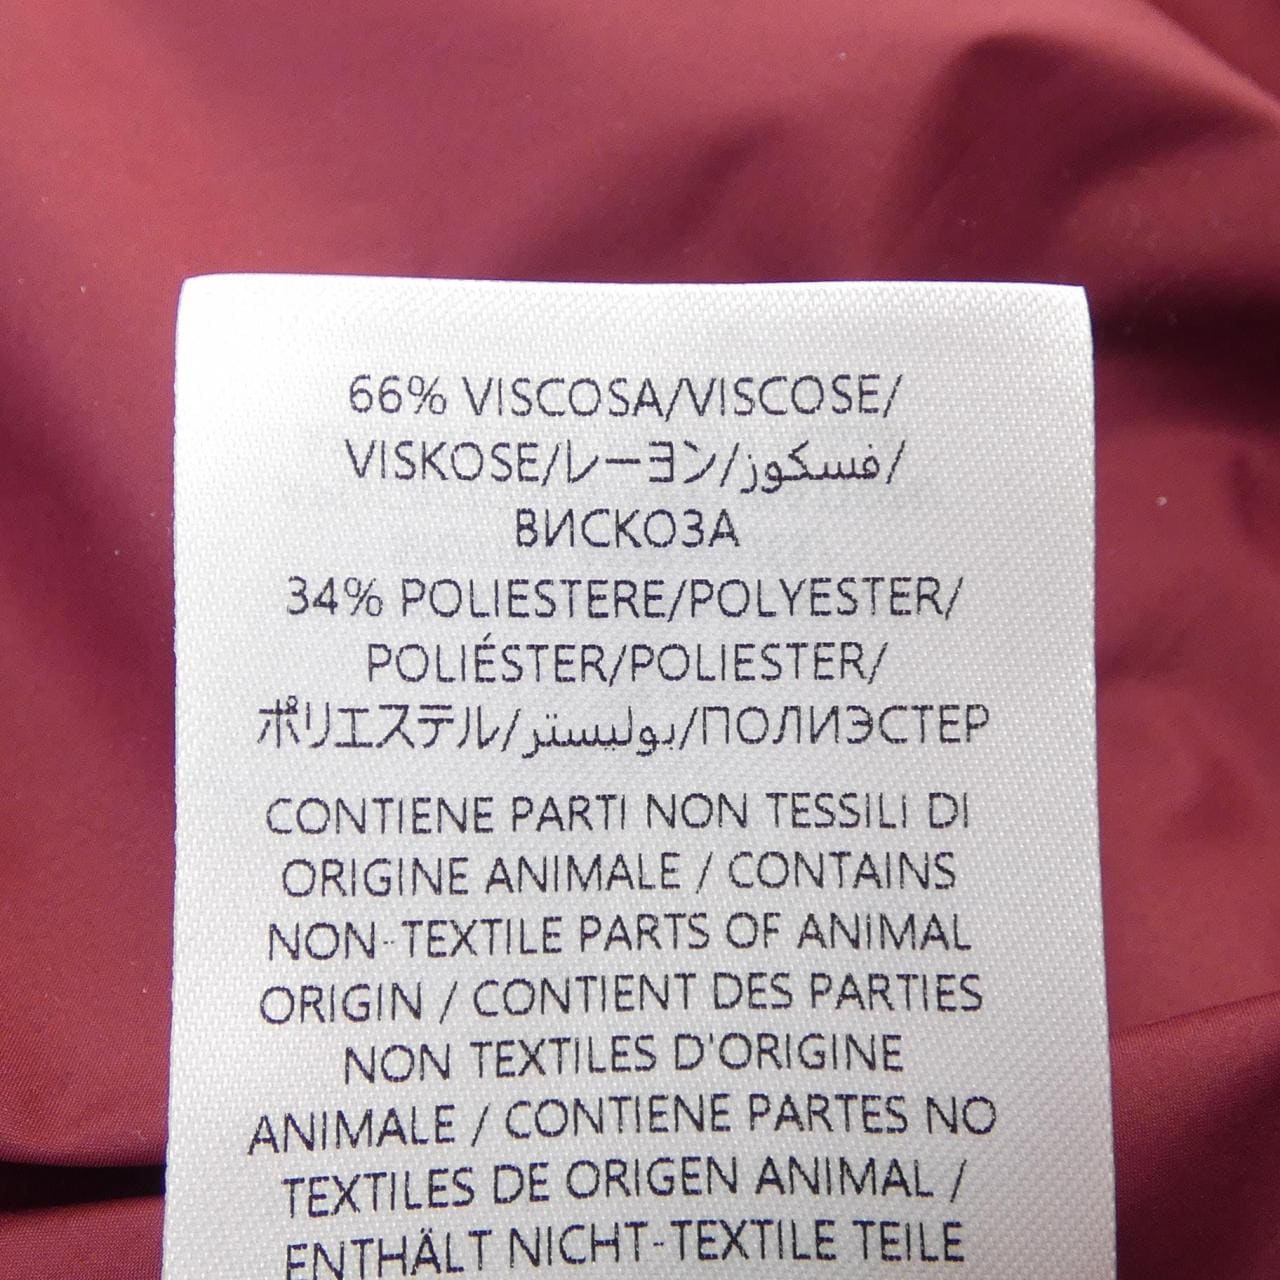 66% VISCOSA/VISCOSE/
VISKOSE/レーヨン/فسكوز/
ВИСКОЗА
34% POLIESTERE/POLYESTER/
POLIÉSTER/POLIESTER/
ポリエステル/بوليستر/ПОЛИЭСТЕР
CONTIENE PARTI NON TESSILI DI
ORIGINE ANIMALE / CONTAINS
NON-TEXTILE PARTS OF ANIMAL
ORIGIN / CONTIENT DES PARTIES
NON TEXTILES D'ORIGINE
ANIMALE / CONTIENE PARTES NO
TEXTILES DE ORIGEN ANIMAL /
ENTHÄLT NICHT-TEXTILE TEILE